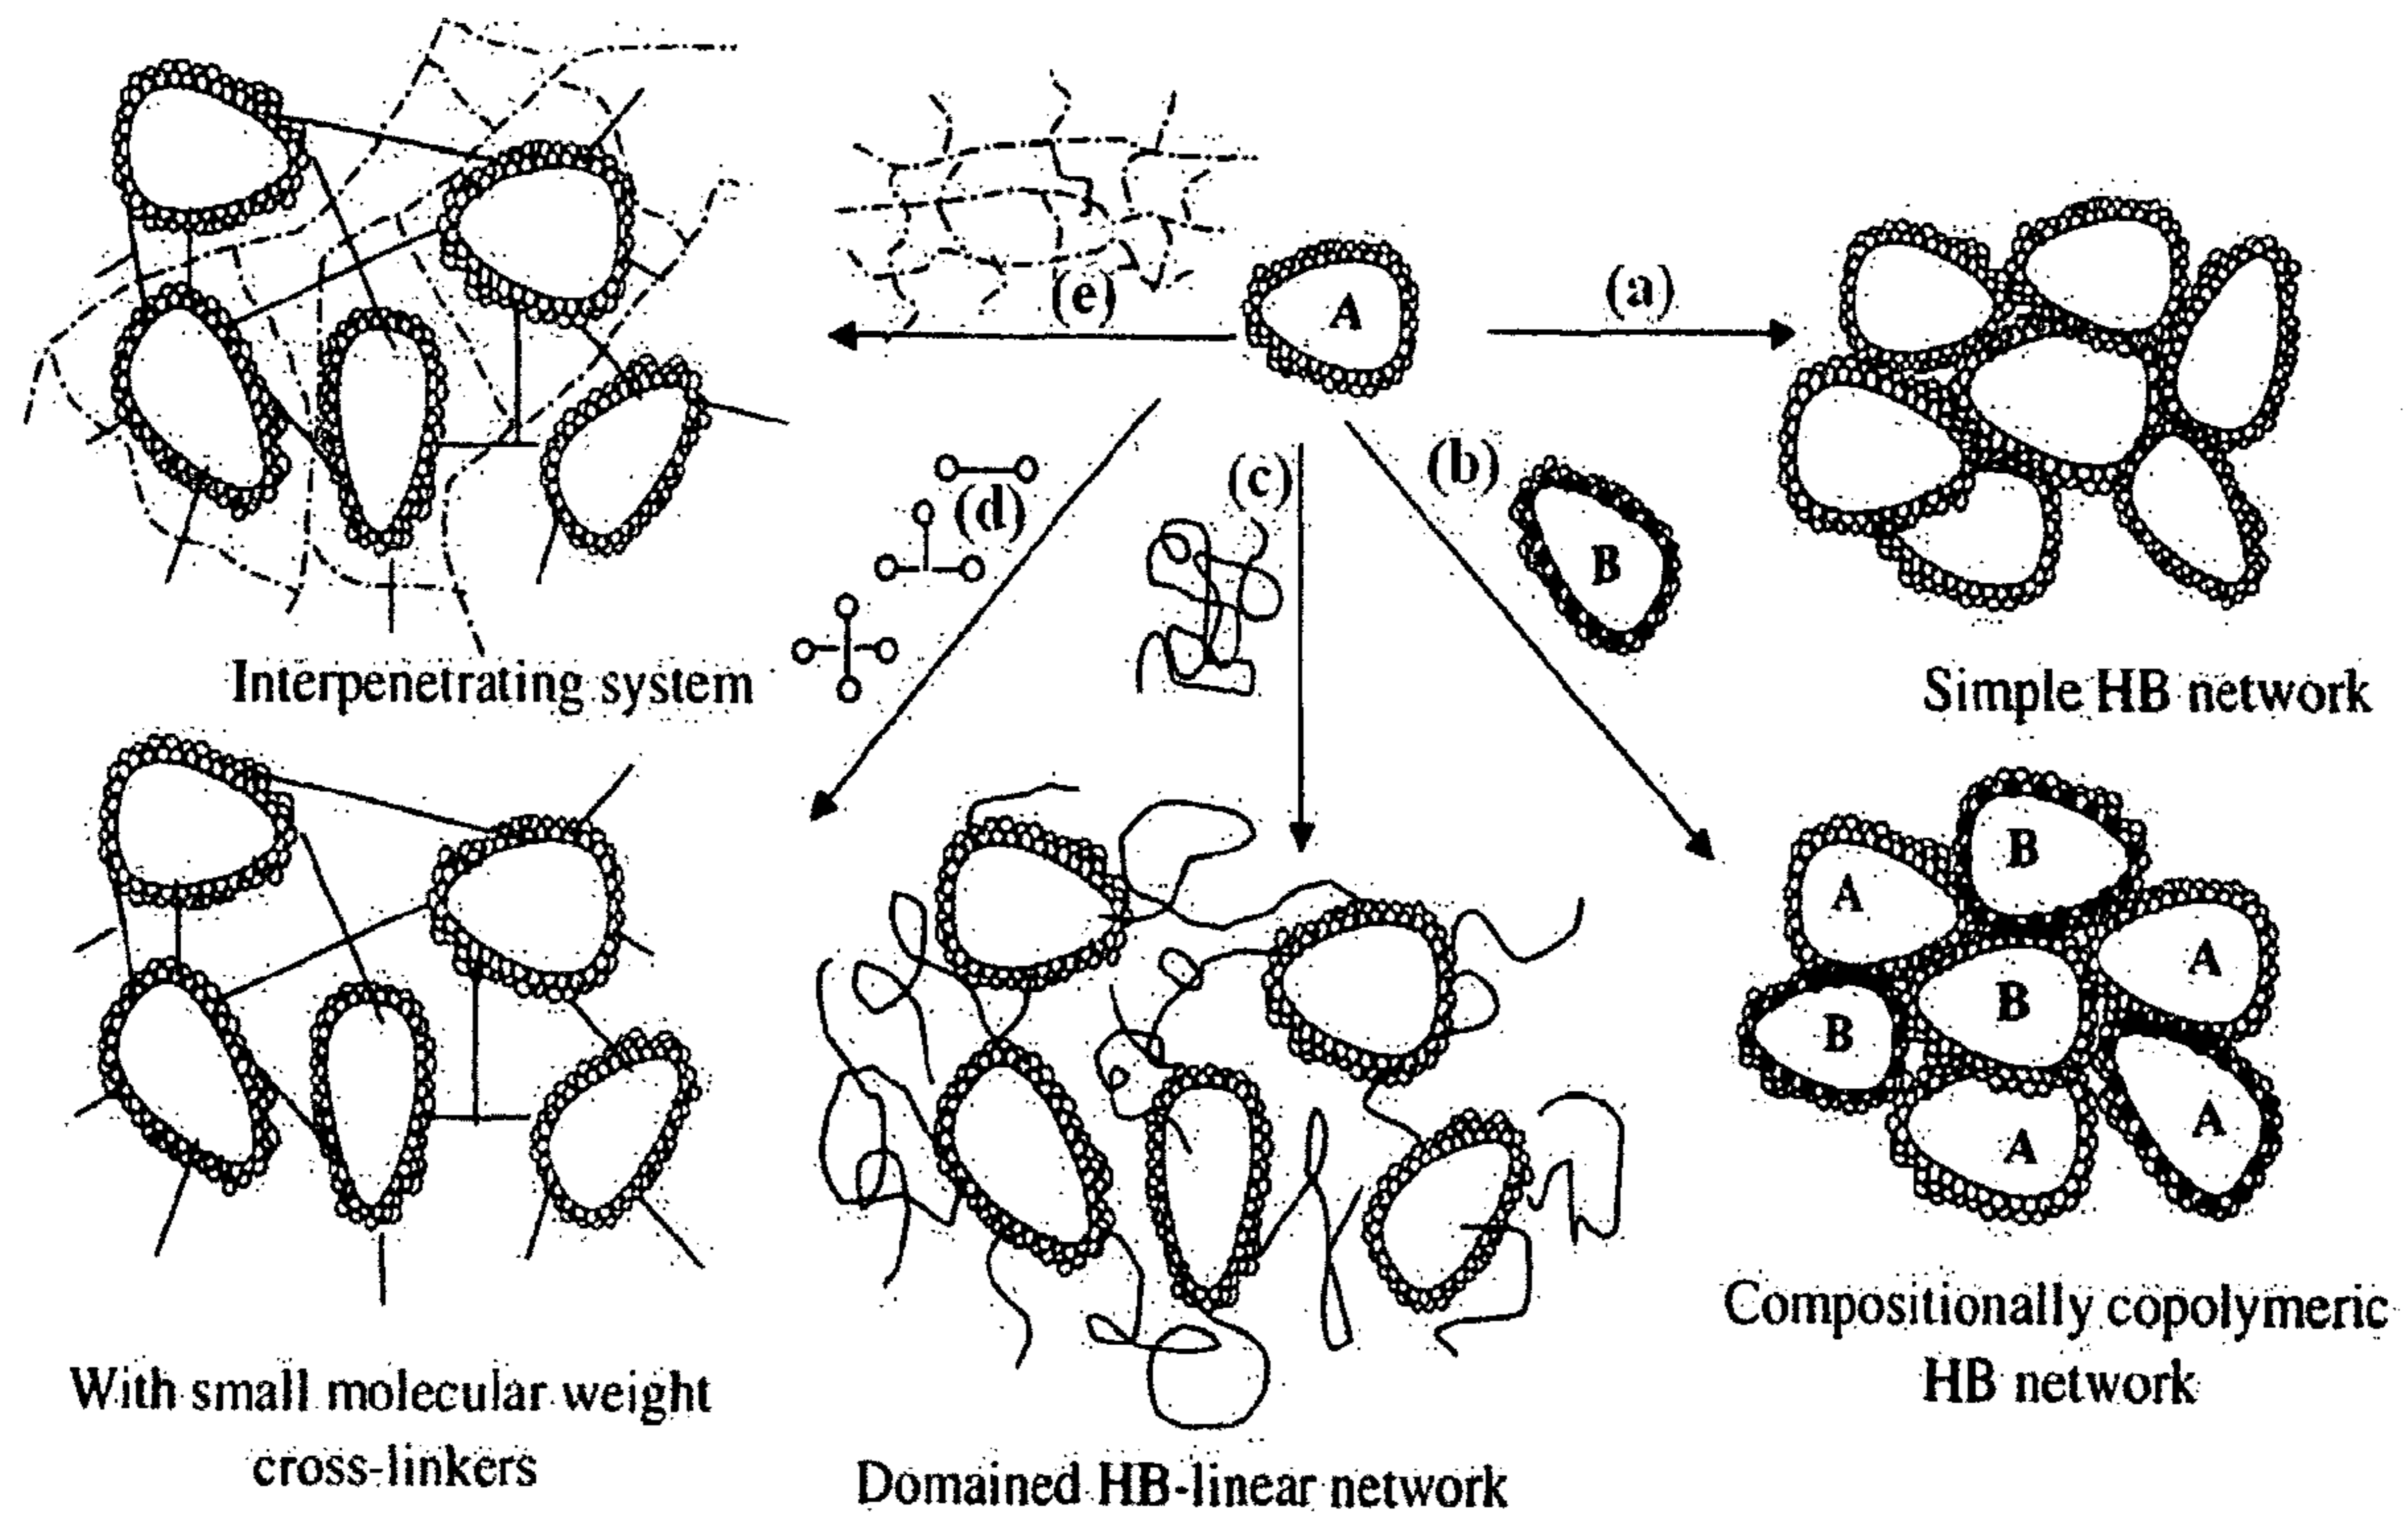 (e)
A
(a)
(b)
(c)
(d)
B
Interpenetrating system
Simple HB network
B
A
A
B
B
A
A
With small molecular weight
cross-linkers
Domained HB-linear network
Compositionally copolymeric
HB network